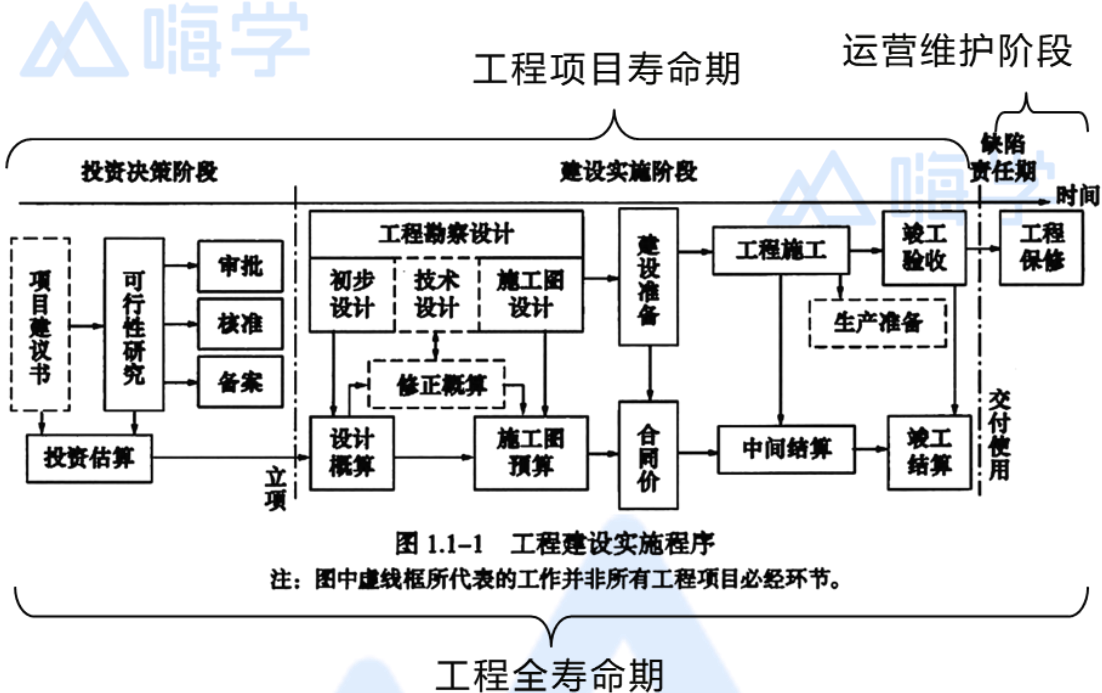 嗨学
工程项目寿命期
运营维护阶段
投资决策阶段
建设实施阶段
缺陷
责任期
嗨学
时间
项目建议书
可行性研究
审批
核准
备案
投资估算
立项
工程勘察设计
初步
设计
技术
设计
施工图
设计
修正概算
设计
概算
施工图
预算
建设准备
合同价
工程施工
生产准备
中间结算
竣工
验收
竣工
结算
工程
保修
交付使用
图 1.1-1 工程建设实施程序
注：图中虚线框所代表的工作并非所有工程项目必经环节。
工程全寿命期